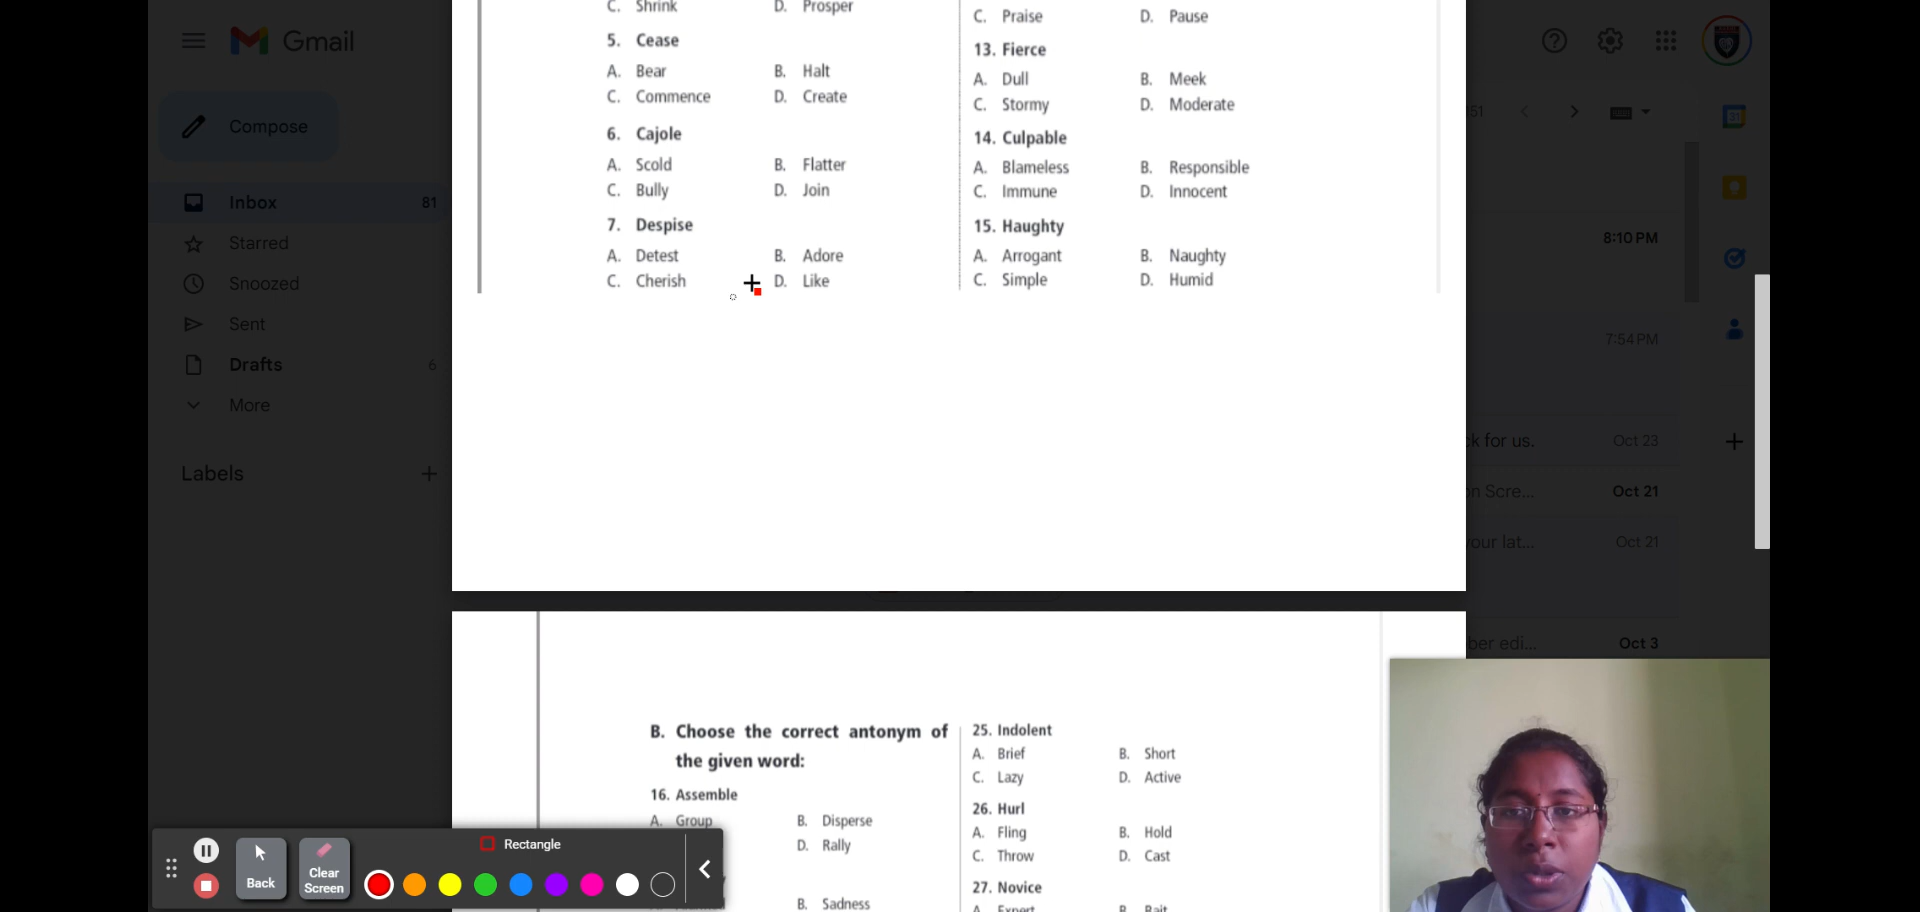 Gmail
Compose
Inbox 81
Starred
Snoozed
Sent
Drafts 6
More
Labels
C. Shrink D. Prosper
5. Cease
A. Bear B. Halt
C. Commence D. Create
6. Cajole
A. Scold B. Flatter
C. Bully D. Join
7. Despise
A. Detest B. Adore
C. Cherish D. Like
C. Praise D. Pause
13. Fierce
A. Dull B. Meek
C. Stormy D. Moderate
14. Culpable
A. Blameless B. Responsible
C. Immune D. Innocent
15. Haughty
A. Arrogant B. Naughty
C. Simple D. Humid
51
8:10 PM
7:54 PM
for us. Oct 23
Scre... Oct 21
your lat... Oct 21
edi... Oct 3
B. Choose the correct antonym of
the given word:
16. Assemble
A. Group B. Disperse
D. Rally
B. Sadness
25. Indolent
A. Brief B. Short
C. Lazy D. Active
26. Hurl
A. Fling B. Hold
C. Throw D. Cast
27. Novice
A. Expert B. Bait
Back
Clear
Screen
Rectangle